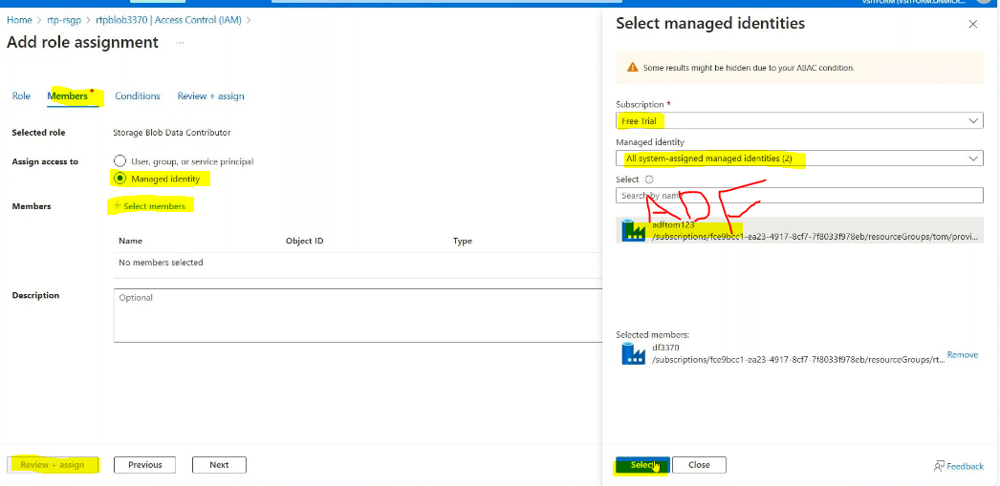 VSITFORM (VSITFORM.ONMICR...
Home > rtp-rsgp > rtpblob3370 | Access Control (IAM) >
Add role assignment ...
Role Members Conditions Review + assign
Selected role Storage Blob Data Contributor
Assign access to User, group, or service principal
Managed identity
Members + Select members
Name Object ID Type
No members selected
Description Optional
Review + assign Previous Next
Select managed identities
Some results might be hidden due to your ABAC condition.
Subscription *
Free Trial
Managed identity
All system-assigned managed identities (2)
Select
Search by name
ADF
adftom123
/subscriptions/fce9bcc1-ea23-4917-8cf7-7f8033f978eb/resourceGroups/tom/provi...
Selected members:
df3370
/subscriptions/fce9bcc1-ea23-4917-8cf7-7f8033f978eb/resourceGroups/rt...
Remove
Select Close
Feedback